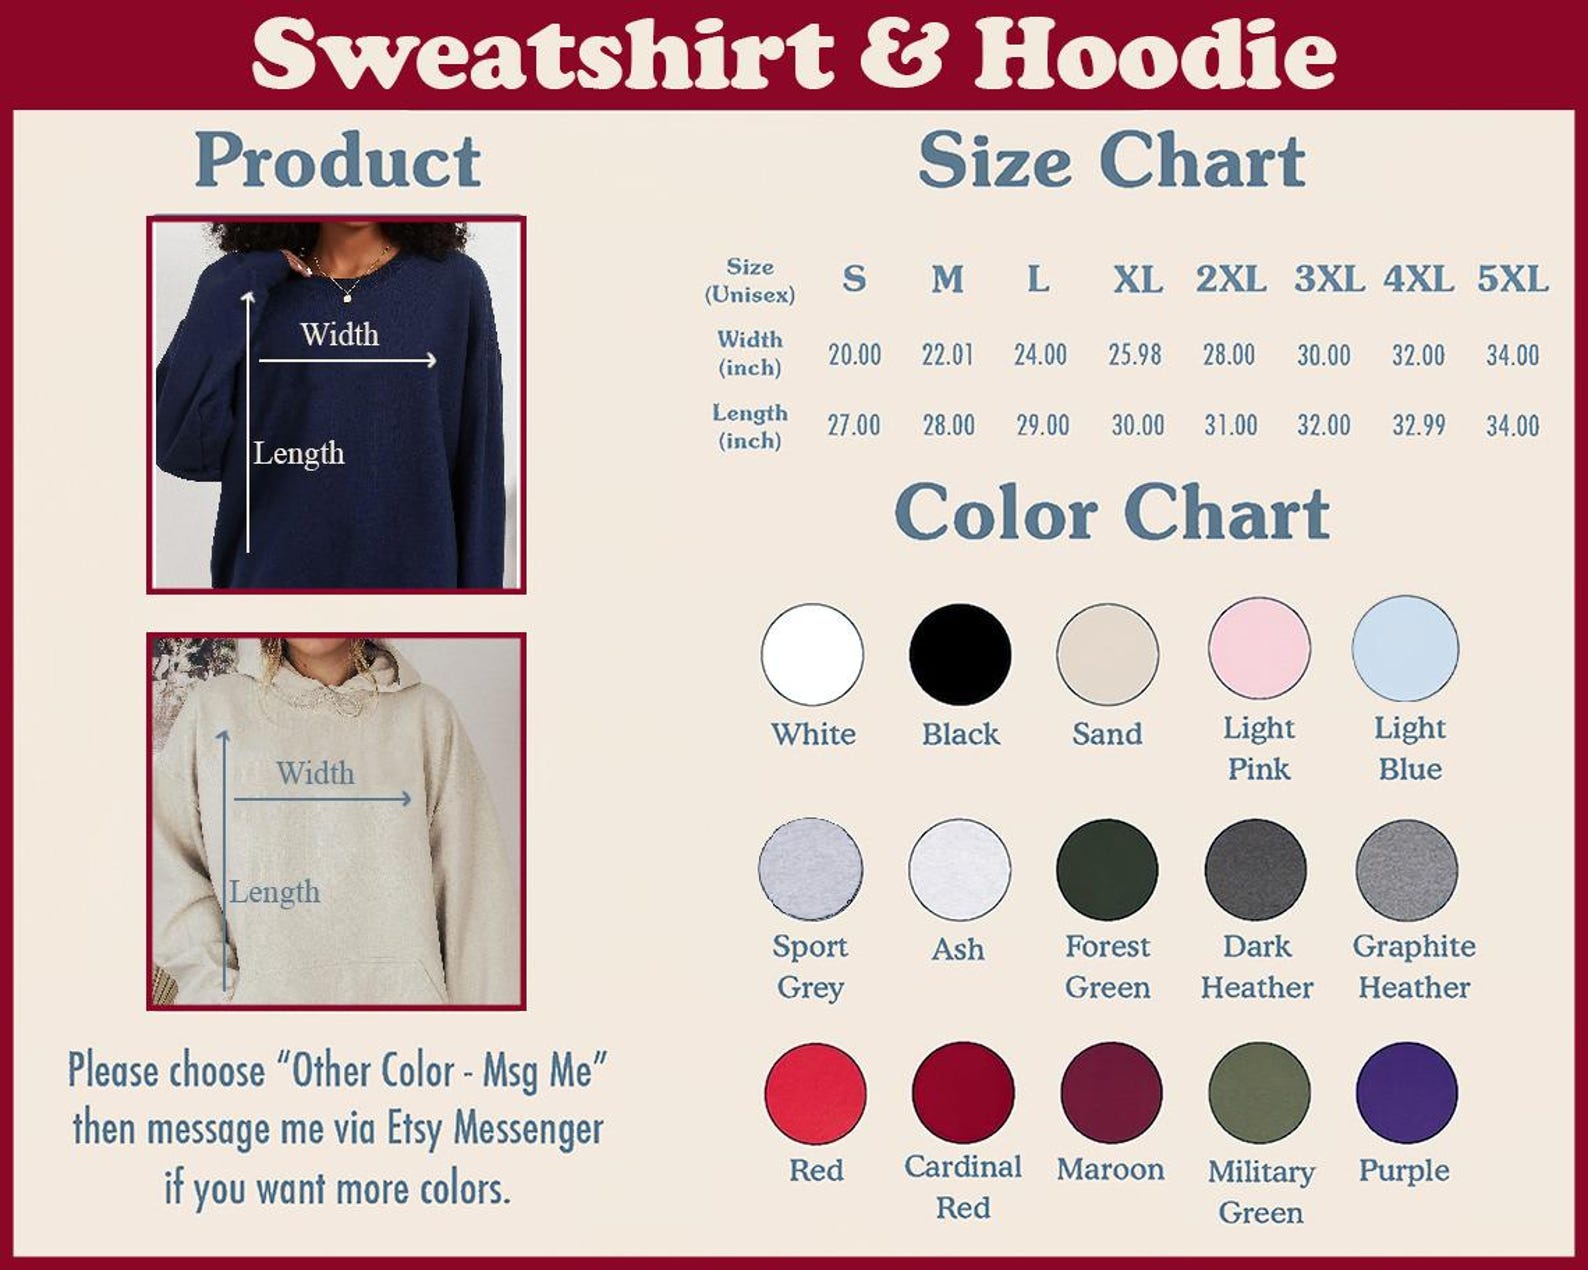 Sweatshirt & Hoodie
Product
Width
Length
Width
Length
Please choose “Other Color - Msg Me”
then message me via Etsy Messenger
if you want more colors.
Size Chart
Size
(Unisex)
S M L XL 2XL 3XL 4XL 5XL
Width
(inch)
20.00 22.01 24.00 25.98 28.00 30.00 32.00 34.00
Length
(inch)
27.00 28.00 29.00 30.00 31.00 32.00 32.99 34.00
Color Chart
White
Black
Sand
Light
Pink
Light
Blue
Sport
Grey
Ash
Forest
Green
Dark
Heather
Graphite
Heather
Red
Cardinal
Red
Maroon
Military
Green
Purple